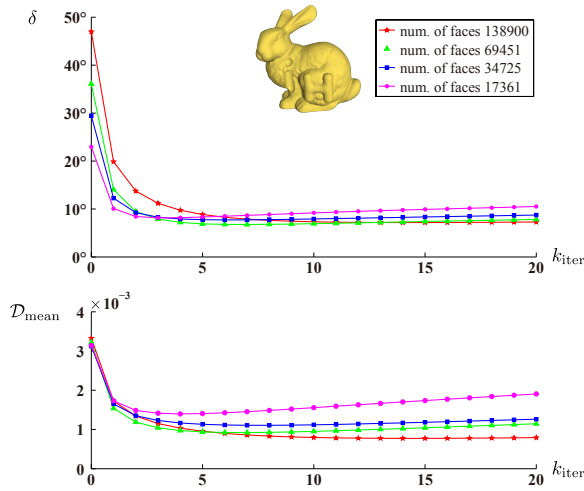 δ
50°
40°
30°
20°
10°
0°
0 5 10 15 20
k_iter
num. of faces 138900
num. of faces 69451
num. of faces 34725
num. of faces 17361
𝒟_mean
×10⁻³
4
3
2
1
0
0 5 10 15 20
k_iter